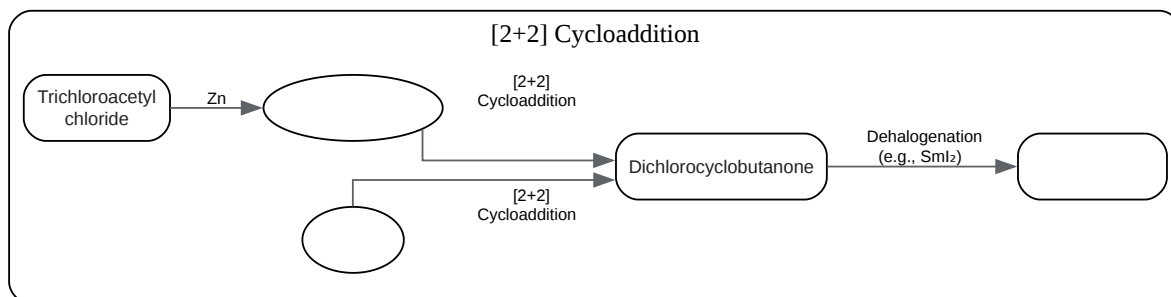 [2+2] Cycloaddition
Trichloroacetyl
chloride
Zn
[2+2]
Cycloaddition
[2+2]
Cycloaddition
Dichlorocyclobutanone
Dehalogenation
(e.g., SmI₂)